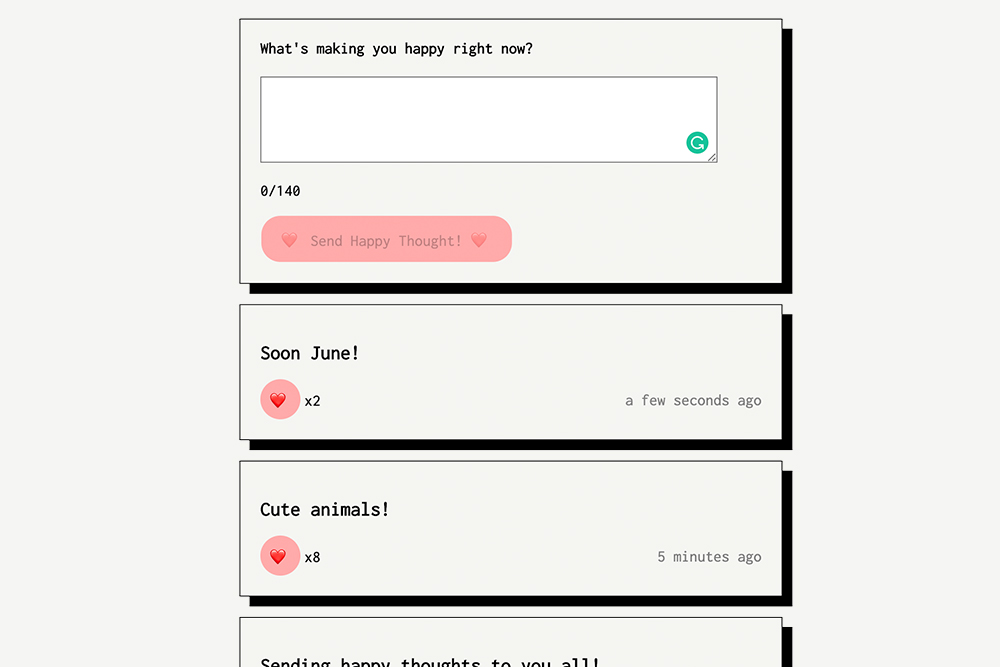 What's making you happy right now?
0/140
Send Happy Thought!
Soon June!
x2
a few seconds ago
Cute animals!
x8
5 minutes ago
Sending happy thoughts to you all!